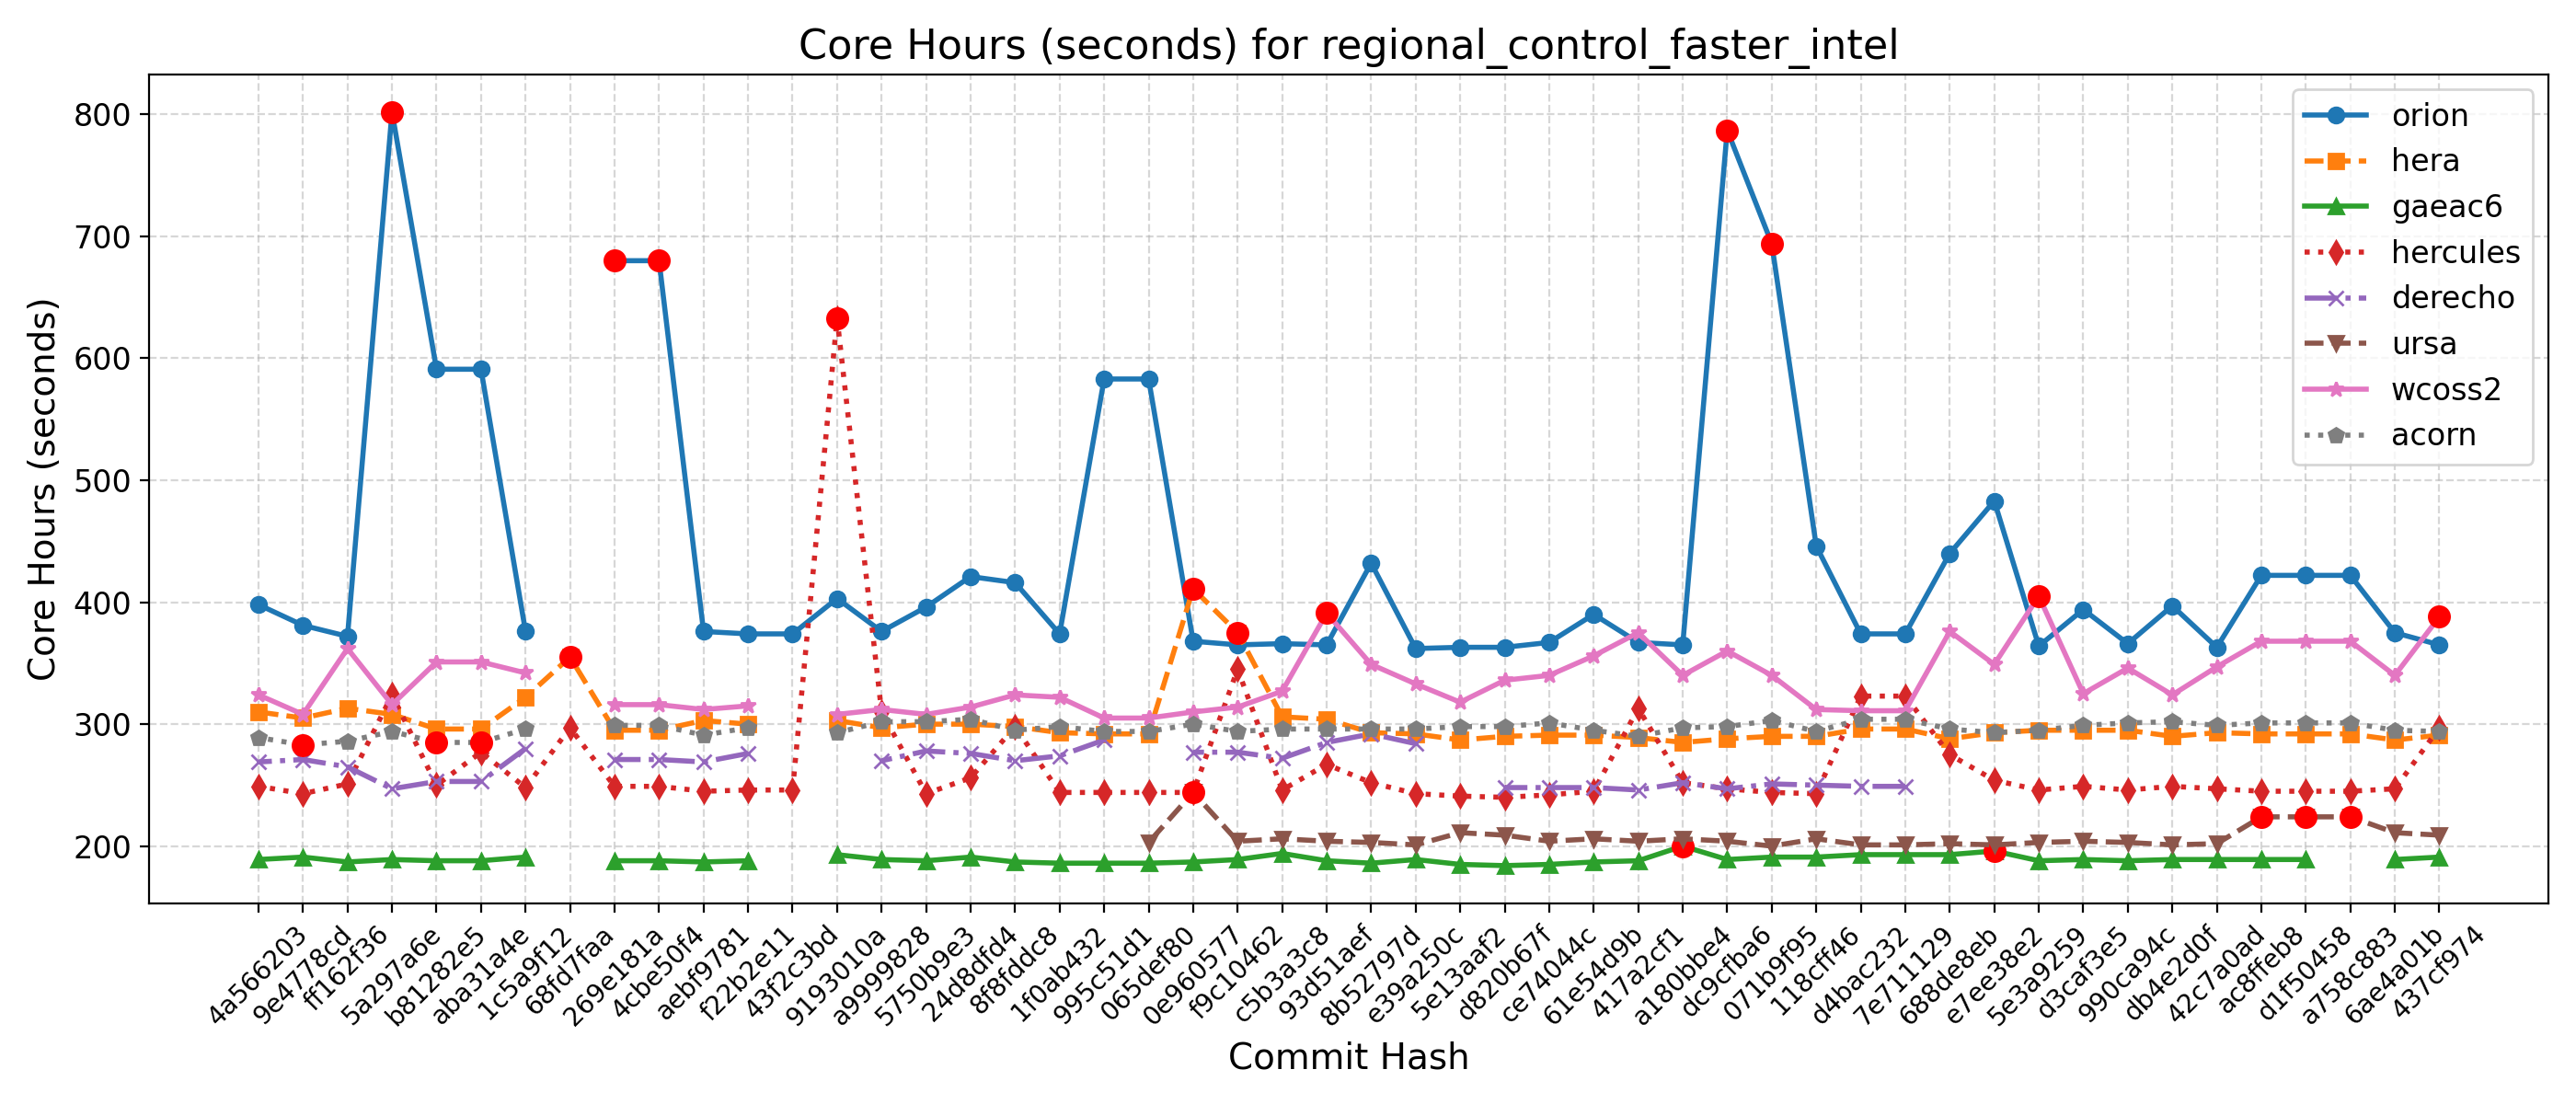 Core Hours (seconds) for regional_control_faster_intel
Core Hours (seconds)
800
700
600
500
400
300
200
orion
hera
gaeac6
hercules
derecho
ursa
wcoss2
acorn
4a566203
9e4778cd
ff162f36
5a297a6e
b81282e5
aba31a4e
1c5a9f12
68fd7faa
269e181a
4cbe50f4
aebf9781
f22b2e11
43f2c3bd
9193010a
a9999828
5750b9e3
24d8dfd4
8f8fddc8
1f0ab432
995c51d1
065def80
0e960577
f9c10462
c5b3a3c8
93d51aef
8b52797d
e39a250c
5e13aaf2
d820b67f
ce74044c
61e54d9b
417a2cf1
a180bbe4
dc9cfba6
071b9f95
118cff46
d4bac232
7e711129
688de8eb
e7ee38e2
5e3a9259
d3caf3e5
990ca94c
db4e2d0f
42c7a0ad
ac8ffeb8
d1f50458
a758c883
6ae4a01b
437cf974
Commit Hash